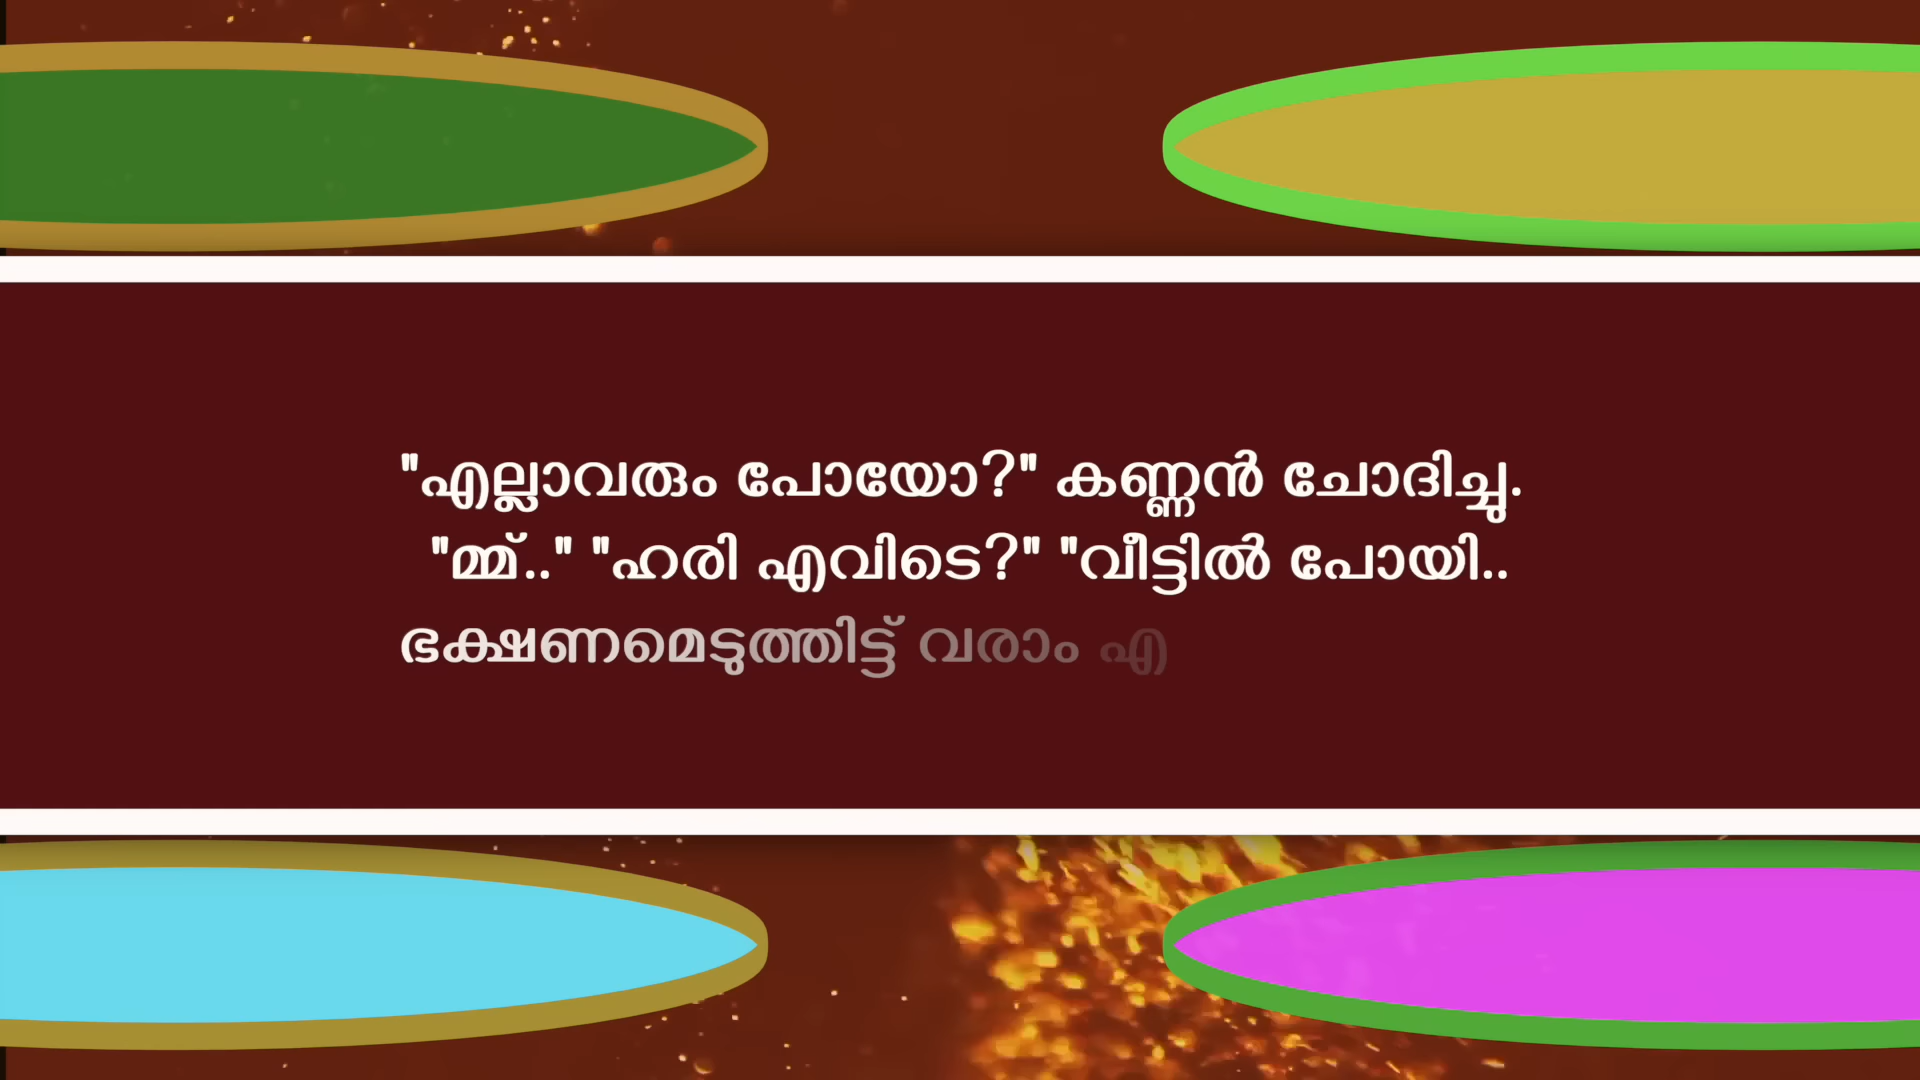 "എല്ലാവരും പോയോ?" കണ്ണൻ ചോദിച്ചു.
"മ്മ്.." "ഹരി എവിടെ?" "വീട്ടിൽ പോയി..
ഭക്ഷണമെടുത്തിട്ട് വരാം എ